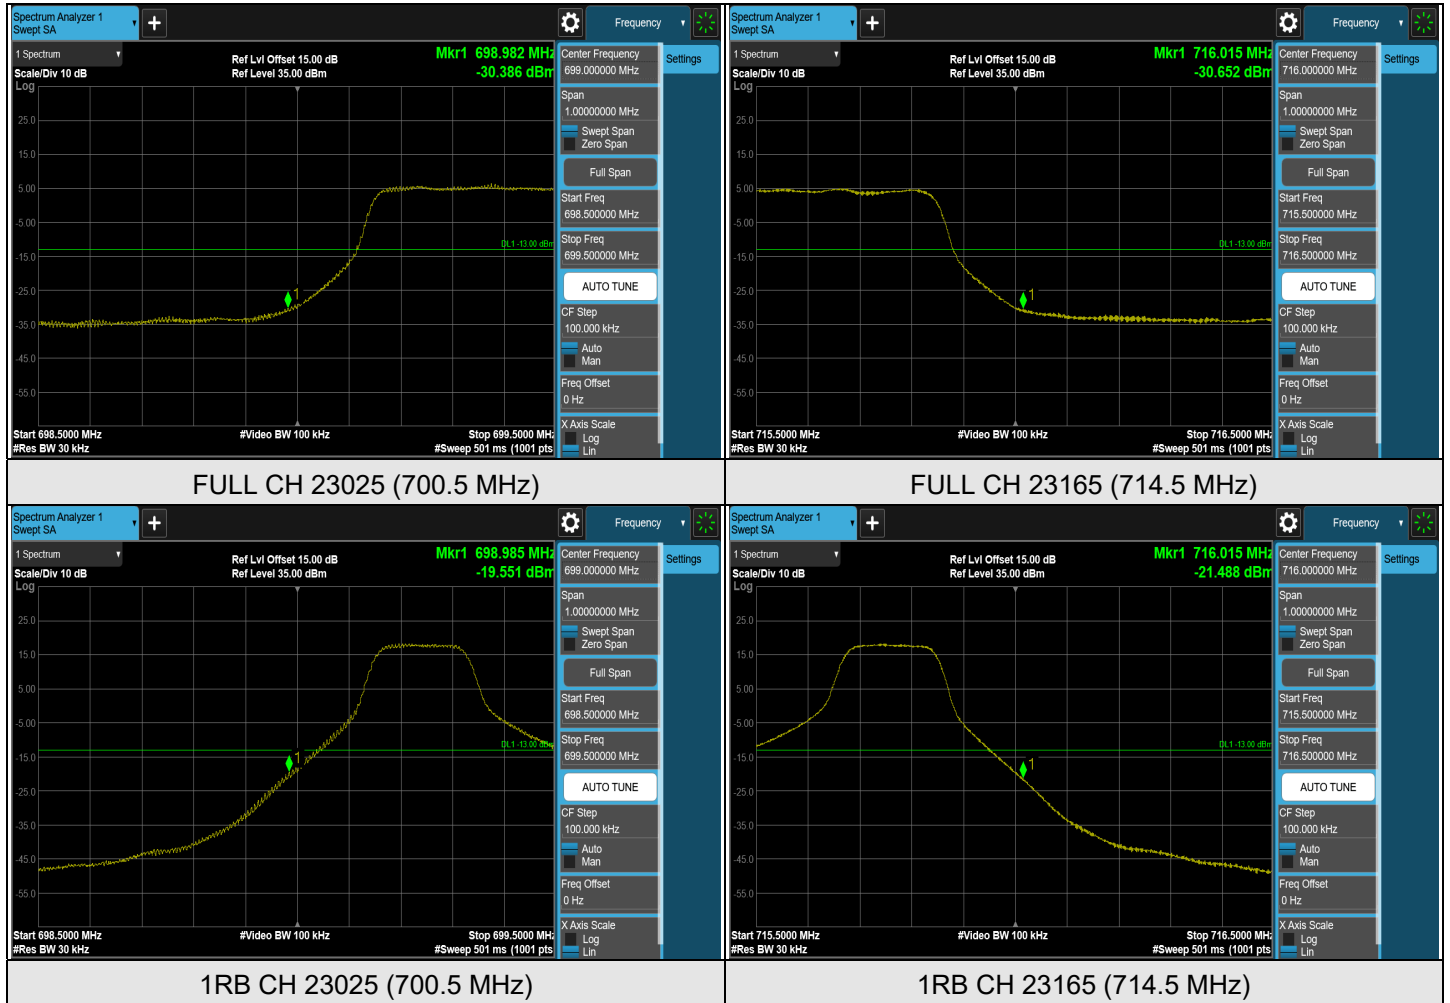 Spectrum Analyzer 1
Swept SA
+
Frequency
1 Spectrum
Scale/Div 10 dB
Log
Ref Lvl Offset 15.00 dB
Ref Level 35.00 dBm
Mkr1 698.982 MHz
-30.386 dBm
Settings
25.0
15.0
5.00
-5.00
-15.0
-25.0
-35.0
-45.0
-55.0
DL1 -13.00 dBm
1
Start 698.5000 MHz
#Res BW 30 kHz
#Video BW 100 kHz
Stop 699.5000 MHz
#Sweep 501 ms (1001 pts
Center Frequency
699.000000 MHz
Span
1.00000000 MHz
Swept Span
Zero Span
Full Span
Start Freq
698.500000 MHz
Stop Freq
699.500000 MHz
AUTO TUNE
CF Step
100.000 kHz
Auto
Man
Freq Offset
0 Hz
X Axis Scale
Log
Lin
Spectrum Analyzer 1
Swept SA
+
Frequency
1 Spectrum
Scale/Div 10 dB
Log
Ref Lvl Offset 15.00 dB
Ref Level 35.00 dBm
Mkr1 716.015 MHz
-30.652 dBm
Settings
25.0
15.0
5.00
-5.00
-15.0
-25.0
-35.0
-45.0
-55.0
DL1 -13.00 dBm
1
Start 715.5000 MHz
#Res BW 30 kHz
#Video BW 100 kHz
Stop 716.5000 MHz
#Sweep 501 ms (1001 pts
Center Frequency
716.000000 MHz
Span
1.00000000 MHz
Swept Span
Zero Span
Full Span
Start Freq
715.500000 MHz
Stop Freq
716.500000 MHz
AUTO TUNE
CF Step
100.000 kHz
Auto
Man
Freq Offset
0 Hz
X Axis Scale
Log
Lin
FULL CH 23025 (700.5 MHz)
FULL CH 23165 (714.5 MHz)
Spectrum Analyzer 1
Swept SA
+
Frequency
1 Spectrum
Scale/Div 10 dB
Log
Ref Lvl Offset 15.00 dB
Ref Level 35.00 dBm
Mkr1 698.985 MHz
-19.551 dBm
Settings
25.0
15.0
5.00
-5.00
-15.0
-25.0
-35.0
-45.0
-55.0
DL1 -13.00 dBm
1
Start 698.5000 MHz
#Res BW 30 kHz
#Video BW 100 kHz
Stop 699.5000 MHz
#Sweep 501 ms (1001 pts
Center Frequency
699.000000 MHz
Span
1.00000000 MHz
Swept Span
Zero Span
Full Span
Start Freq
698.500000 MHz
Stop Freq
699.500000 MHz
AUTO TUNE
CF Step
100.000 kHz
Auto
Man
Freq Offset
0 Hz
X Axis Scale
Log
Lin
Spectrum Analyzer 1
Swept SA
+
Frequency
1 Spectrum
Scale/Div 10 dB
Log
Ref Lvl Offset 15.00 dB
Ref Level 35.00 dBm
Mkr1 716.015 MHz
-21.488 dBm
Settings
25.0
15.0
5.00
-5.00
-15.0
-25.0
-35.0
-45.0
-55.0
DL1 -13.00 dBm
1
Start 715.5000 MHz
#Res BW 30 kHz
#Video BW 100 kHz
Stop 716.5000 MHz
#Sweep 501 ms (1001 pts
Center Frequency
716.000000 MHz
Span
1.00000000 MHz
Swept Span
Zero Span
Full Span
Start Freq
715.500000 MHz
Stop Freq
716.500000 MHz
AUTO TUNE
CF Step
100.000 kHz
Auto
Man
Freq Offset
0 Hz
X Axis Scale
Log
Lin
1RB CH 23025 (700.5 MHz)
1RB CH 23165 (714.5 MHz)